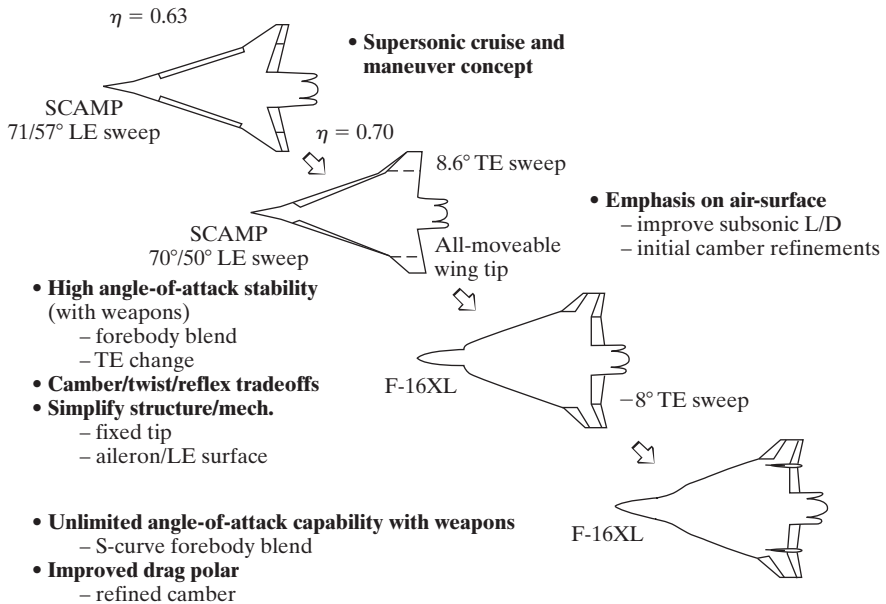 η = 0.63
• Supersonic cruise and
maneuver concept
SCAMP
71/57° LE sweep
η = 0.70
8.6° TE sweep
• Emphasis on air-surface
– improve subsonic L/D
– initial camber refinements
SCAMP
70°/50° LE sweep
All-moveable
wing tip
• High angle-of-attack stability
(with weapons)
– forebody blend
– TE change
• Camber/twist/reflex tradeoffs
• Simplify structure/mech.
– fixed tip
– aileron/LE surface
F-16XL
−8° TE sweep
• Unlimited angle-of-attack capability with weapons
– S-curve forebody blend
• Improved drag polar
– refined camber
F-16XL